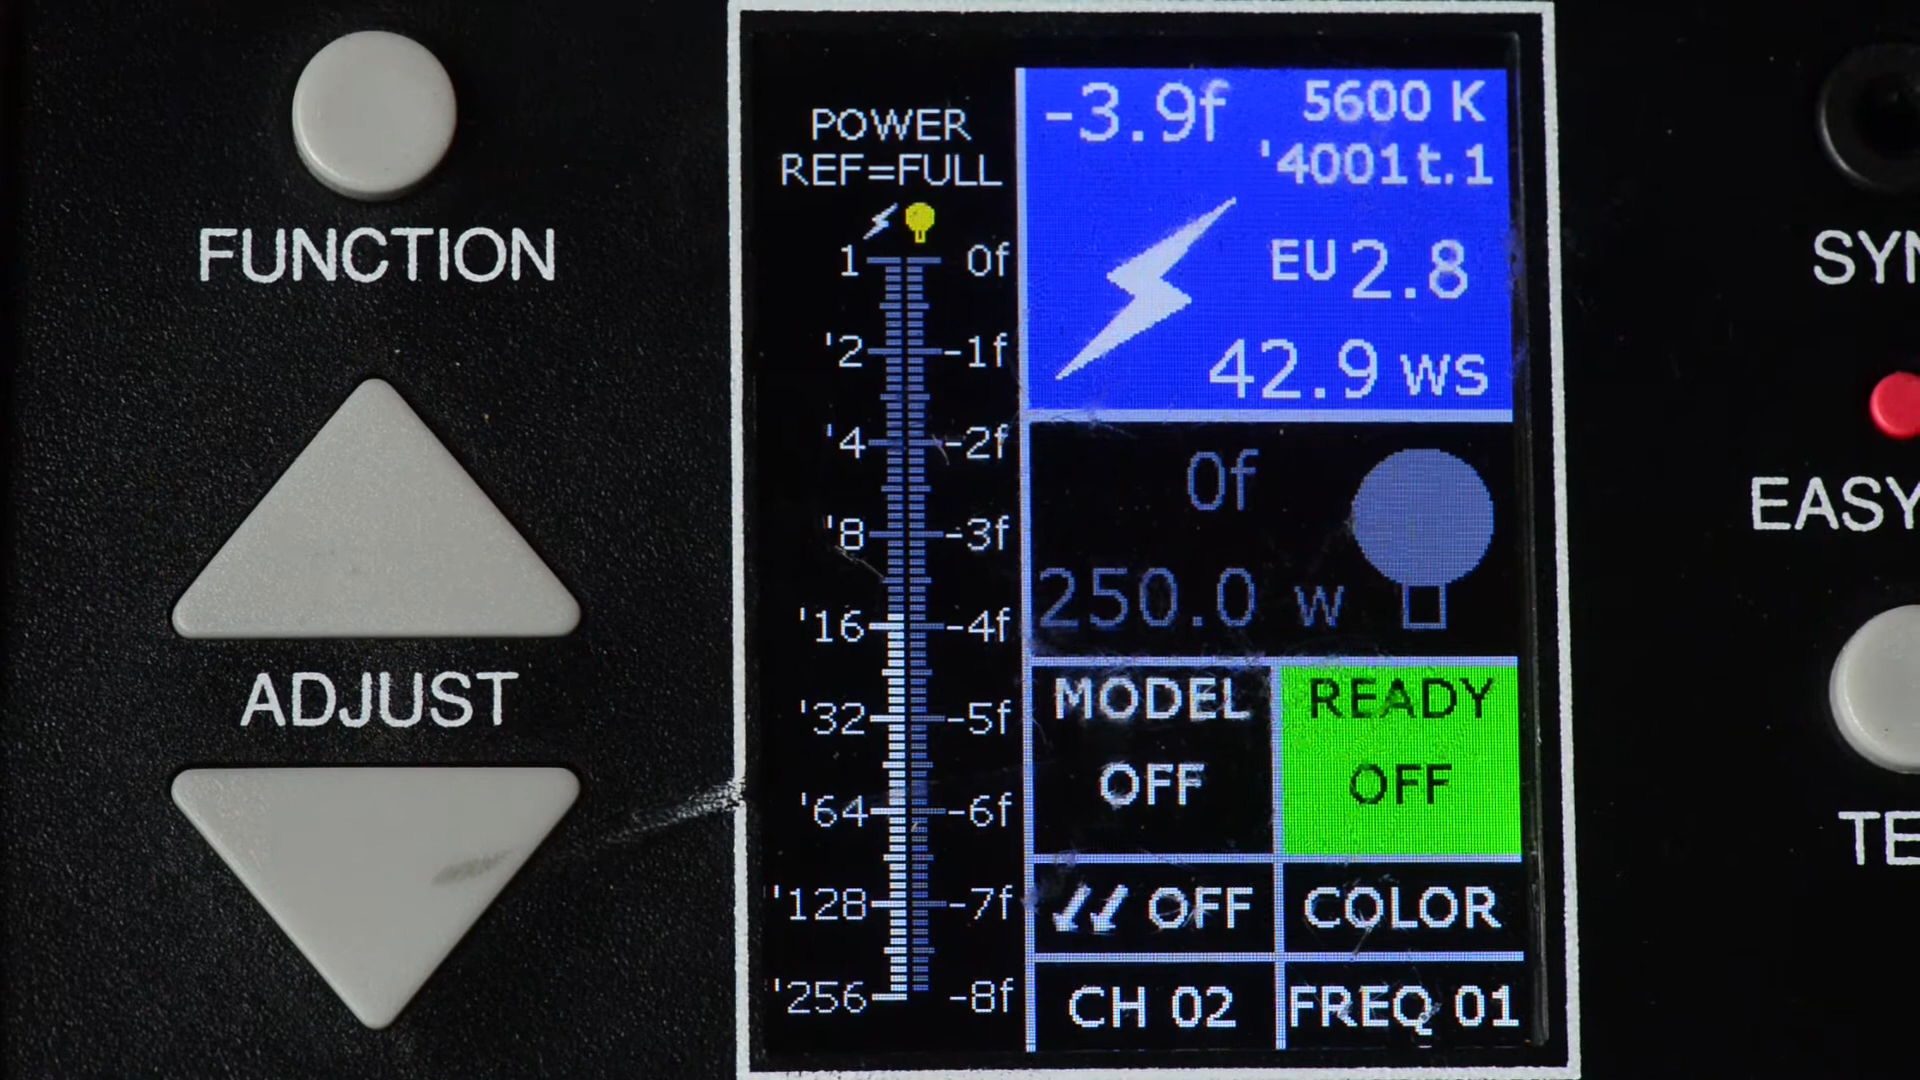 FUNCTION
ADJUST
POWER
REF=FULL
1 0f
'2 -1f
'4 -2f
'8 -3f
'16 -4f
'32 -5f
'64 -6f
'128 -7f
'256 -8f
-3.9f 5600 K
'4001t.1
EU 2.8
42.9 ws
0f
250.0 w
MODEL
OFF
READY
OFF
OFF
COLOR
CH 02
FREQ 01
SYN
EASY
TE